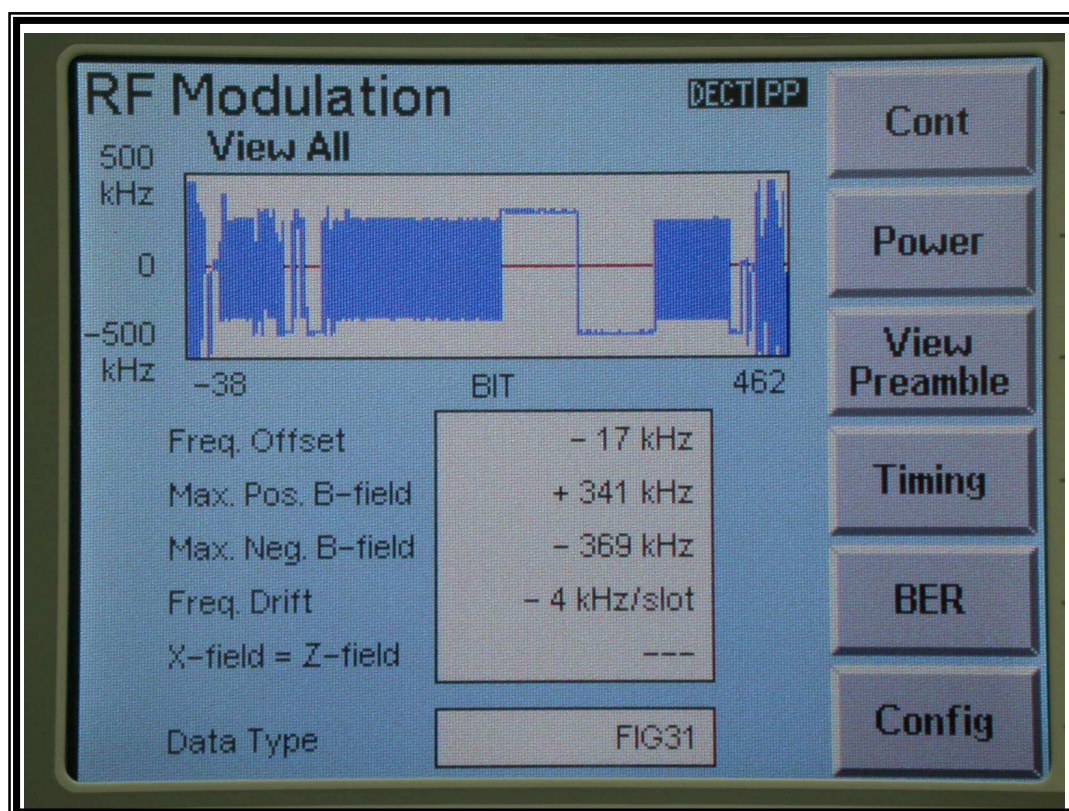 RF Modulation DECT PP
View All
500
kHz
0
-500
kHz
-38 BIT 462
Freq. Offset - 17 kHz
Max. Pos. B-field + 341 kHz
Max. Neg. B-field - 369 kHz
Freq. Drift - 4 kHz/slot
X-field = Z-field ---
Data Type FIG31
Cont
Power
View
Preamble
Timing
BER
Config